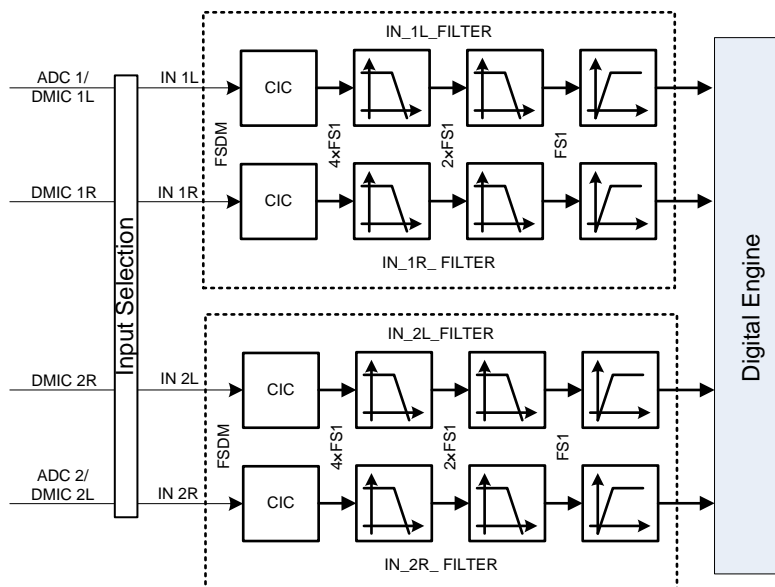 IN_1L_FILTER
ADC 1/
DMIC 1L
IN 1L
CIC
FSDM
4xFS1
2xFS1
FS1
DMIC 1R
IN 1R
CIC
IN_1R_ FILTER
Input Selection
Digital Engine
IN_2L_FILTER
DMIC 2R
IN 2L
CIC
FSDM
4xFS1
2xFS1
FS1
ADC 2/
DMIC 2L
IN 2R
CIC
IN_2R_ FILTER